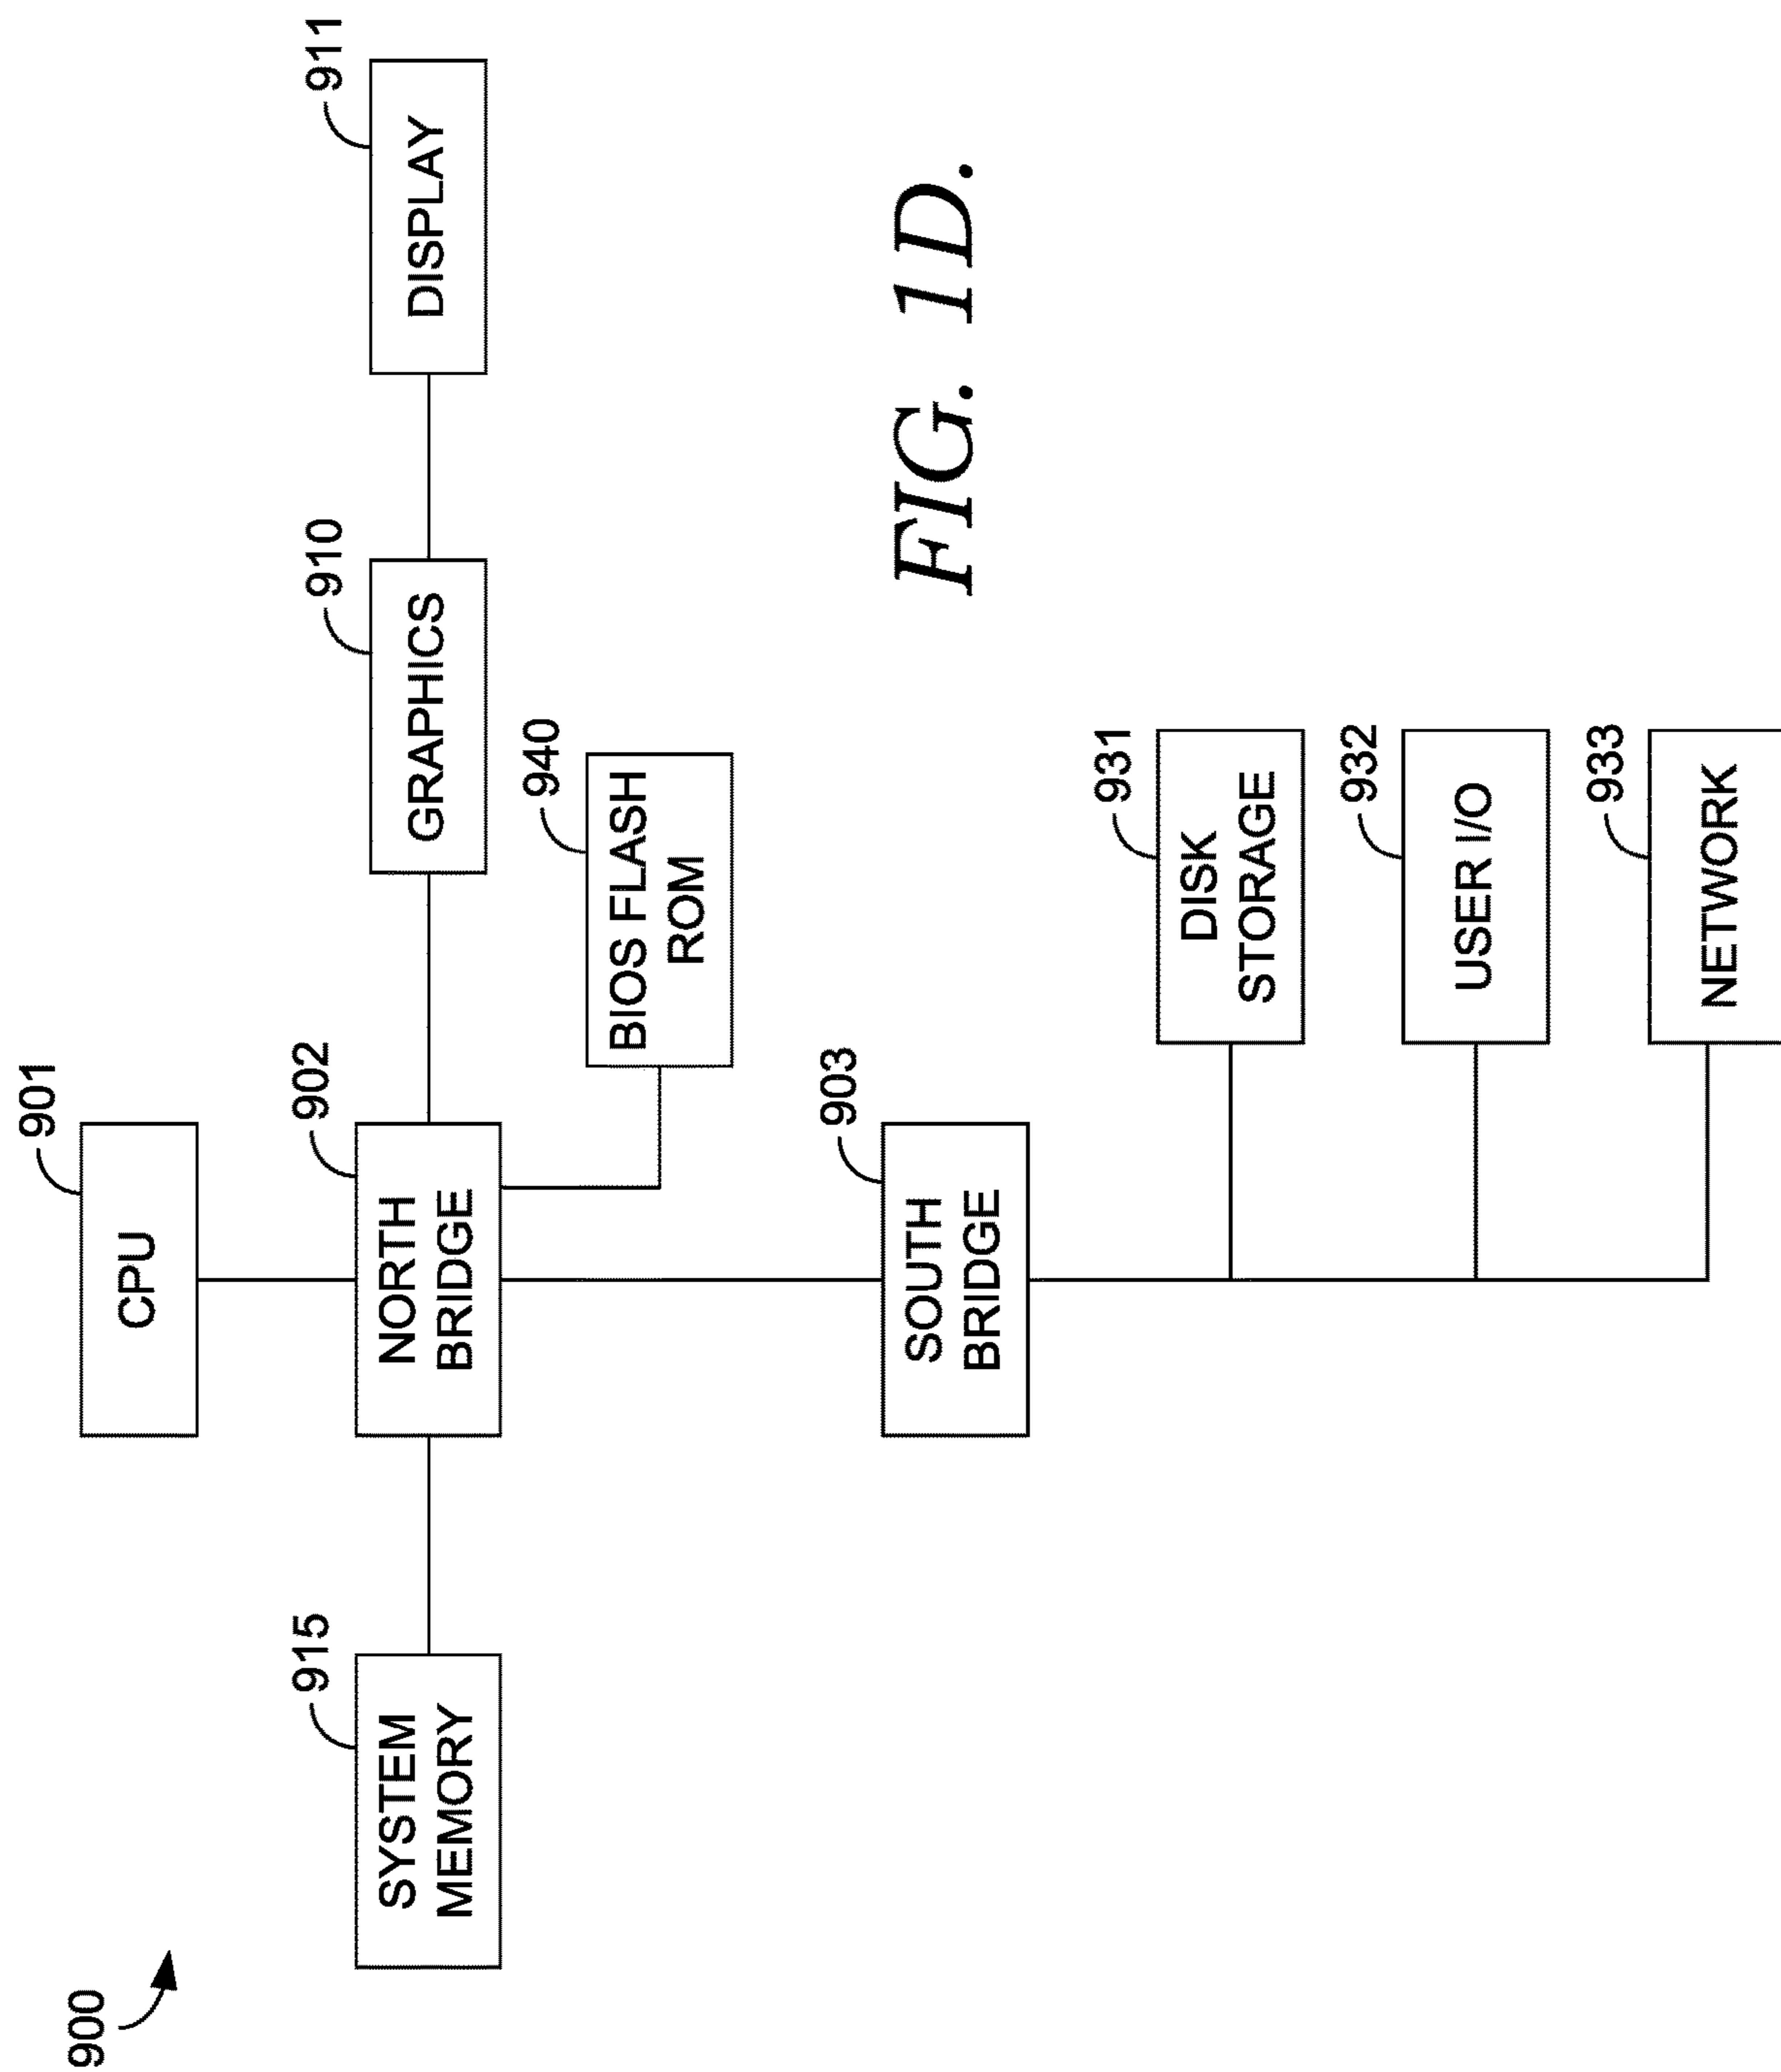 900
901
CPU
915
SYSTEM
MEMORY
902
NORTH
BRIDGE
910
GRAPHICS
911
DISPLAY
940
BIOS FLASH
ROM
903
SOUTH
BRIDGE
931
DISK
STORAGE
932
USER I/O
933
NETWORK
FIG. 1D.